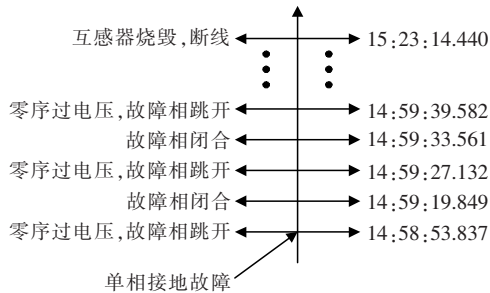 互感器烧毁,断线 15:23:14.440
零序过电压,故障相跳开 14:59:39.582
故障相闭合 14:59:33.561
零序过电压,故障相跳开 14:59:27.132
故障相闭合 14:59:19.849
零序过电压,故障相跳开 14:58:53.837
单相接地故障